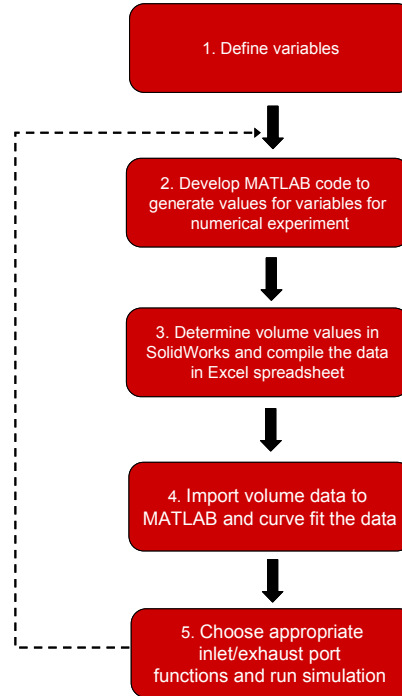 1. Define variables
2. Develop MATLAB code to
generate values for variables for
numerical experiment
3. Determine volume values in
SolidWorks and compile the data
in Excel spreadsheet
4. Import volume data to
MATLAB and curve fit the data
5. Choose appropriate
inlet/exhaust port
functions and run simulation